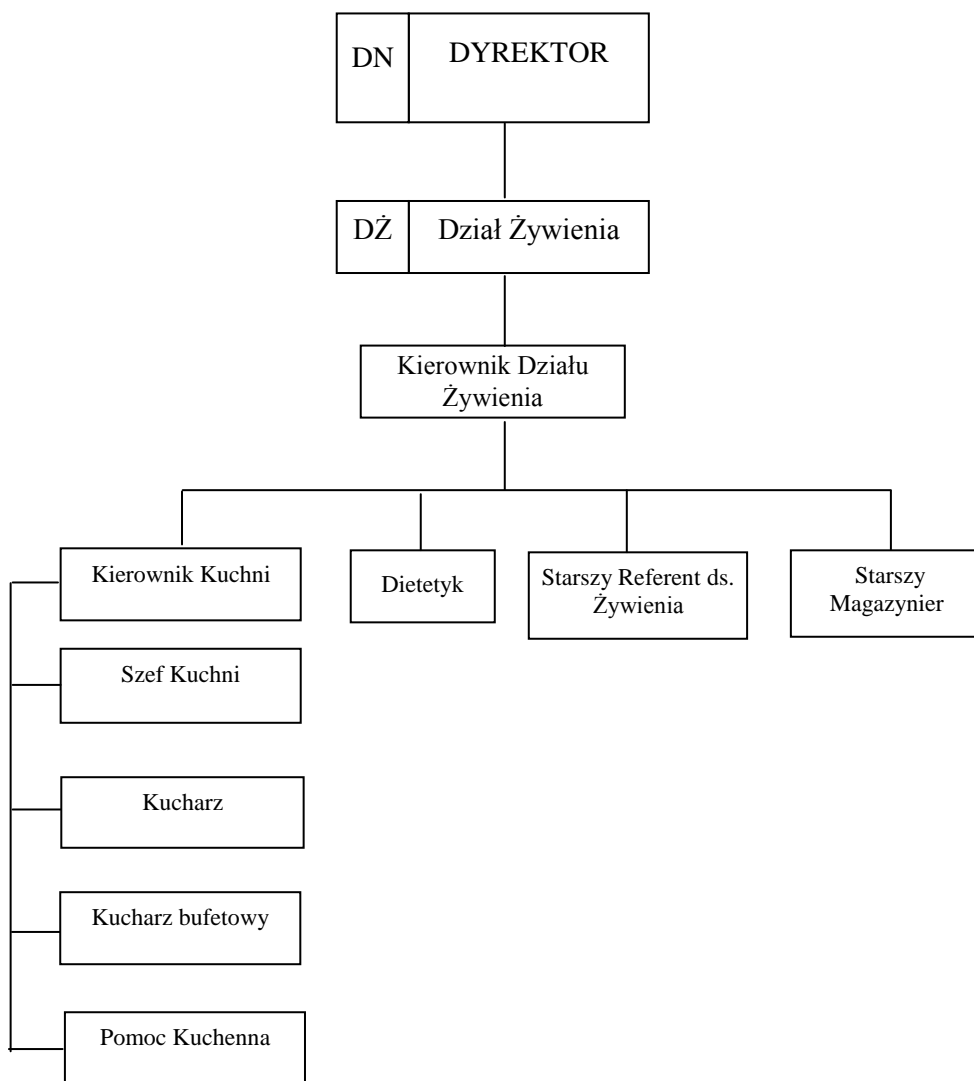 DN DYREKTOR
DŻ Dział Żywienia
Kierownik Działu
Żywienia
Kierownik Kuchni
Dietetyk
Starszy Referent ds.
Żywienia
Starszy
Magazynier
Szef Kuchni
Kucharz
Kucharz bufetowy
Pomoc Kuchenna